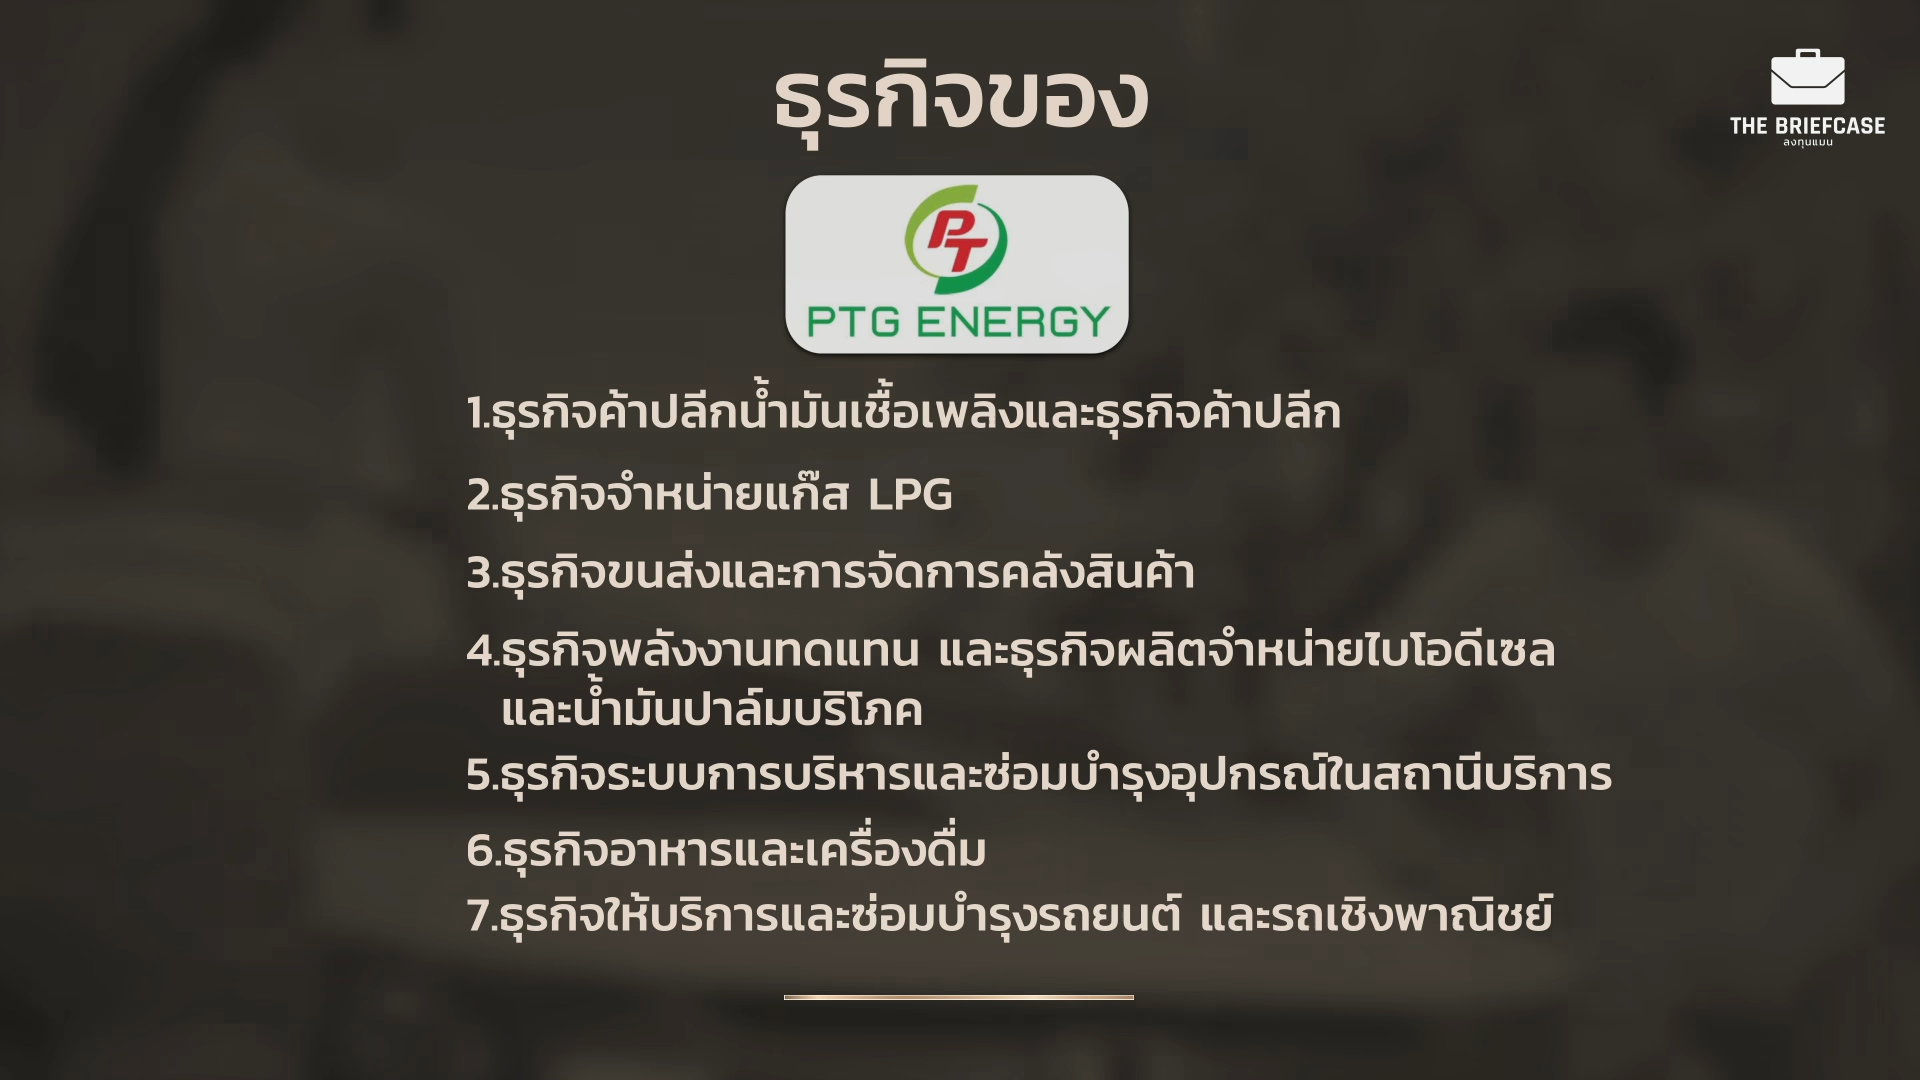 ธุรกิจของ
THE BRIEFCASE
ลงทุนแมน
PT
PTG ENERGY
1.ธุรกิจค้าปลีกน้ำมันเชื้อเพลิงและธุรกิจค้าปลีก
2.ธุรกิจจำหน่ายแก๊ส LPG
3.ธุรกิจขนส่งและการจัดการคลังสินค้า
4.ธุรกิจพลังงานทดแทน และธุรกิจผลิตจำหน่ายไบโอดีเซล
และน้ำมันปาล์มบริโภค
5.ธุรกิจระบบการบริหารและซ่อมบำรุงอุปกรณ์ในสถานีบริการ
6.ธุรกิจอาหารและเครื่องดื่ม
7.ธุรกิจให้บริการและซ่อมบำรุงรถยนต์ และรถเชิงพาณิชย์